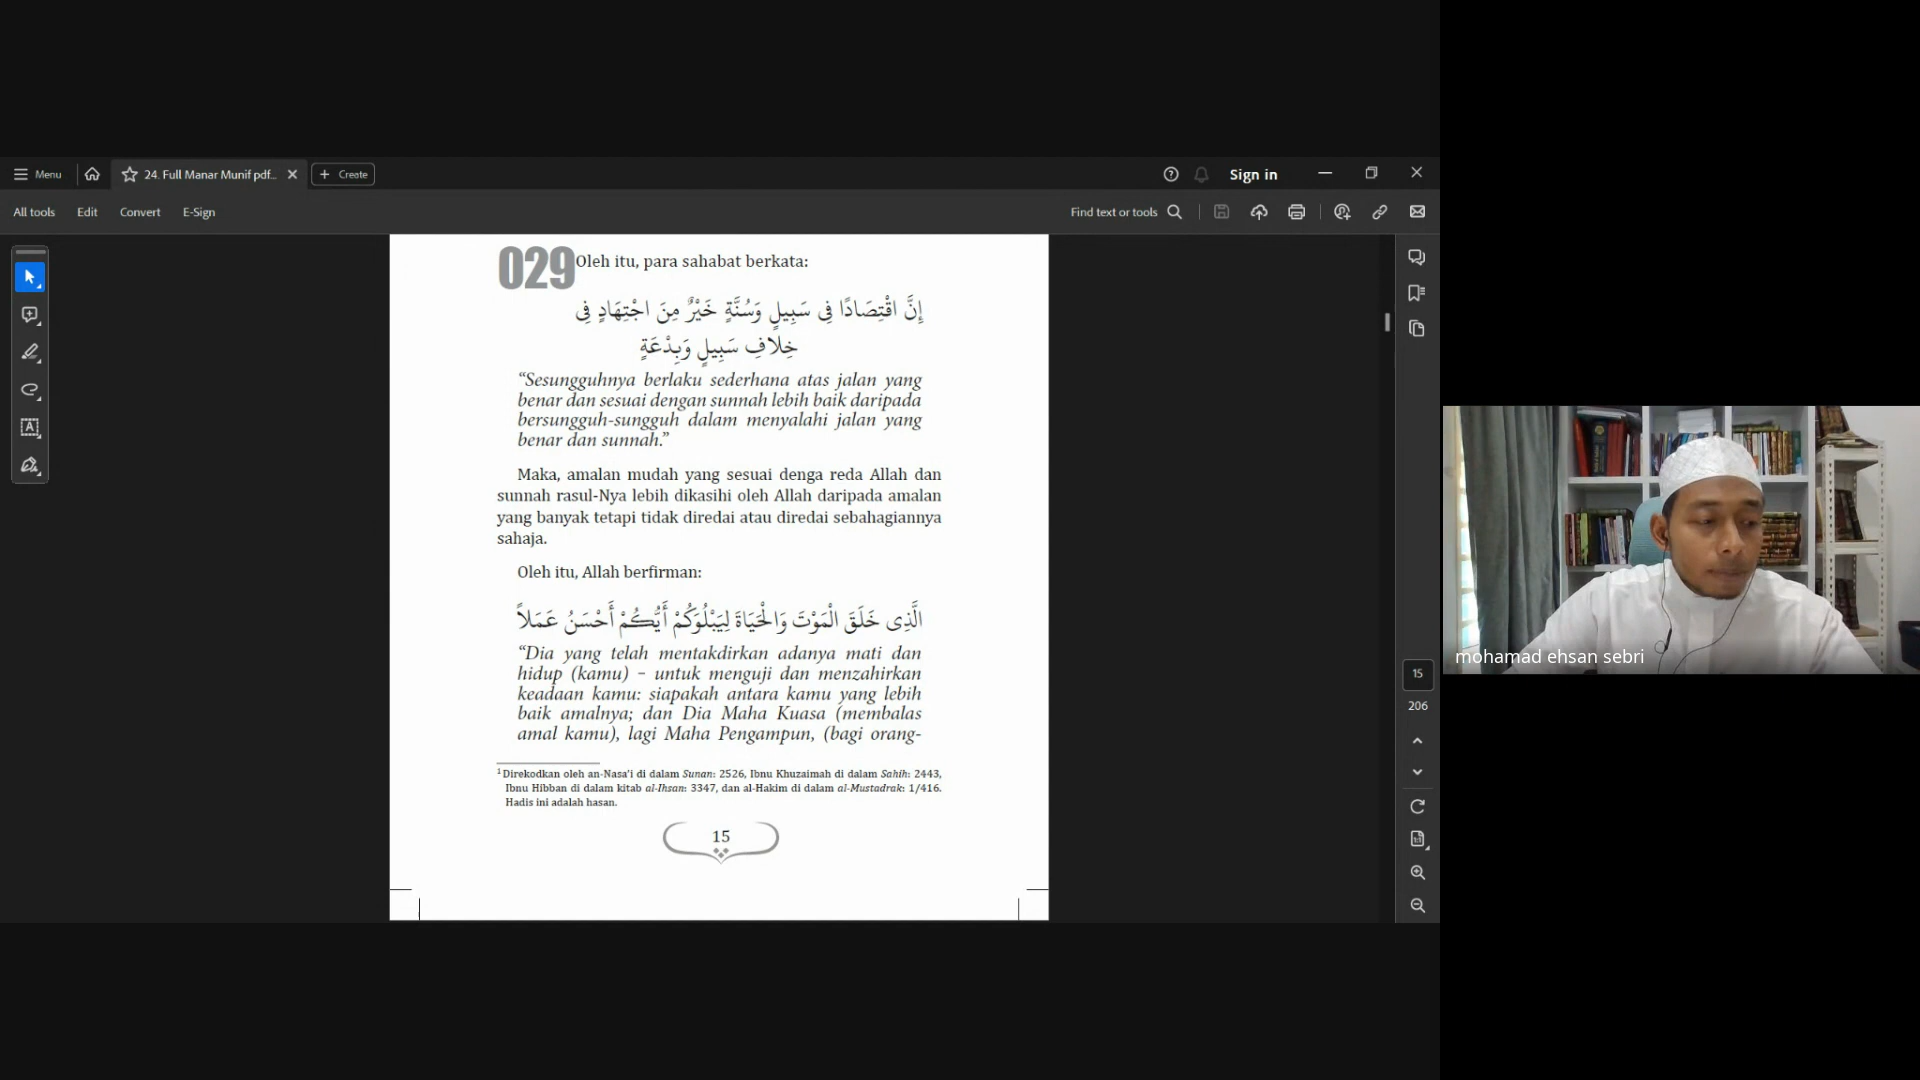 Menu
24. Full Manar Munif pdf...
Create
Sign in
All tools
Edit
Convert
E-Sign
Find text or tools
029 Oleh itu, para sahabat berkata:
إِنَّ اقْتِصَادًا فِى سَبِيلٍ وَسُنَّةٍ خَيْرٌ مِنَ اجْتِهَادٍ فِى
خِلَافِ سَبِيلٍ وَبِدْعَةٍ
“Sesungguhnya berlaku sederhana atas jalan yang
benar dan sesuai dengan sunnah lebih baik daripada
bersungguh-sungguh dalam menyalahi jalan yang
benar dan sunnah.”
Maka, amalan mudah yang sesuai denga reda Allah dan
sunnah rasul-Nya lebih dikasihi oleh Allah daripada amalan
yang banyak tetapi tidak diredai atau diredai sebahagiannya
sahaja.
Oleh itu, Allah berfirman:
الَّذِى خَلَقَ الْمَوْتَ وَالْحَيَاةَ لِيَبْلُوَكُمْ أَيُّكُمْ أَحْسَنُ عَمَلاً
“Dia yang telah mentakdirkan adanya mati dan
hidup (kamu) – untuk menguji dan menzahirkan
keadaan kamu: siapakah antara kamu yang lebih
baik amalnya; dan Dia Maha Kuasa (membalas
amal kamu), lagi Maha Pengampun, (bagi orang-
1 Direkodkan oleh an-Nasa'i di dalam Sunan: 2526, Ibnu Khuzaimah di dalam Sahih: 2443,
Ibnu Hibban di dalam kitab al-Ihsan: 3347, dan al-Hakim di dalam al-Mustadrak: 1/416.
Hadis ini adalah hasan.
15
15
206
mohamad ehsan sebri